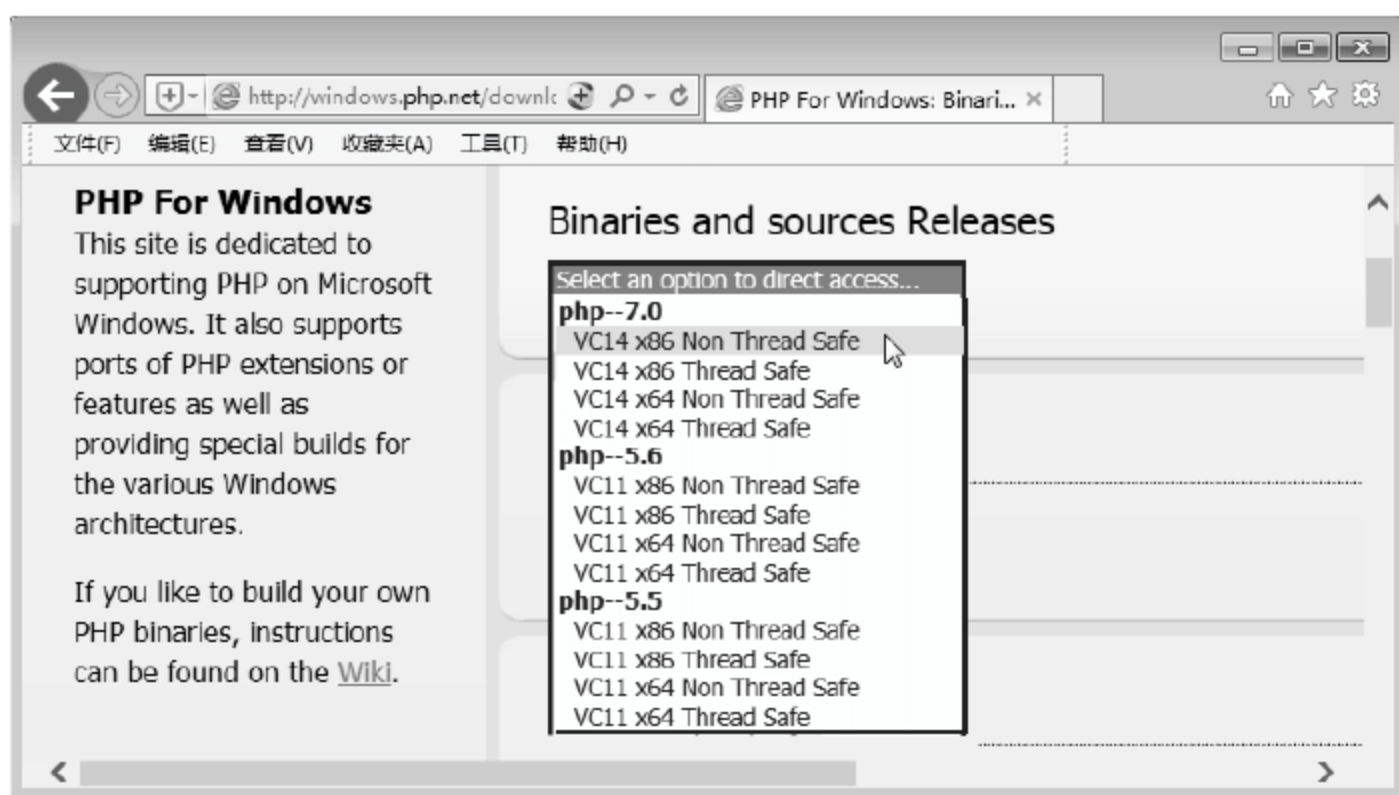 http://windows.php.net/downlc
PHP For Windows: Binari...
文件(F) 编辑(E) 查看(V) 收藏夹(A) 工具(T) 帮助(H)
PHP For Windows
This site is dedicated to
supporting PHP on Microsoft
Windows. It also supports
ports of PHP extensions or
features as well as
providing special builds for
the various Windows
architectures.
If you like to build your own
PHP binaries, instructions
can be found on the Wiki.
Binaries and sources Releases
Select an option to direct access...
php--7.0
VC14 x86 Non Thread Safe
VC14 x86 Thread Safe
VC14 x64 Non Thread Safe
VC14 x64 Thread Safe
php--5.6
VC11 x86 Non Thread Safe
VC11 x86 Thread Safe
VC11 x64 Non Thread Safe
VC11 x64 Thread Safe
php--5.5
VC11 x86 Non Thread Safe
VC11 x86 Thread Safe
VC11 x64 Non Thread Safe
VC11 x64 Thread Safe